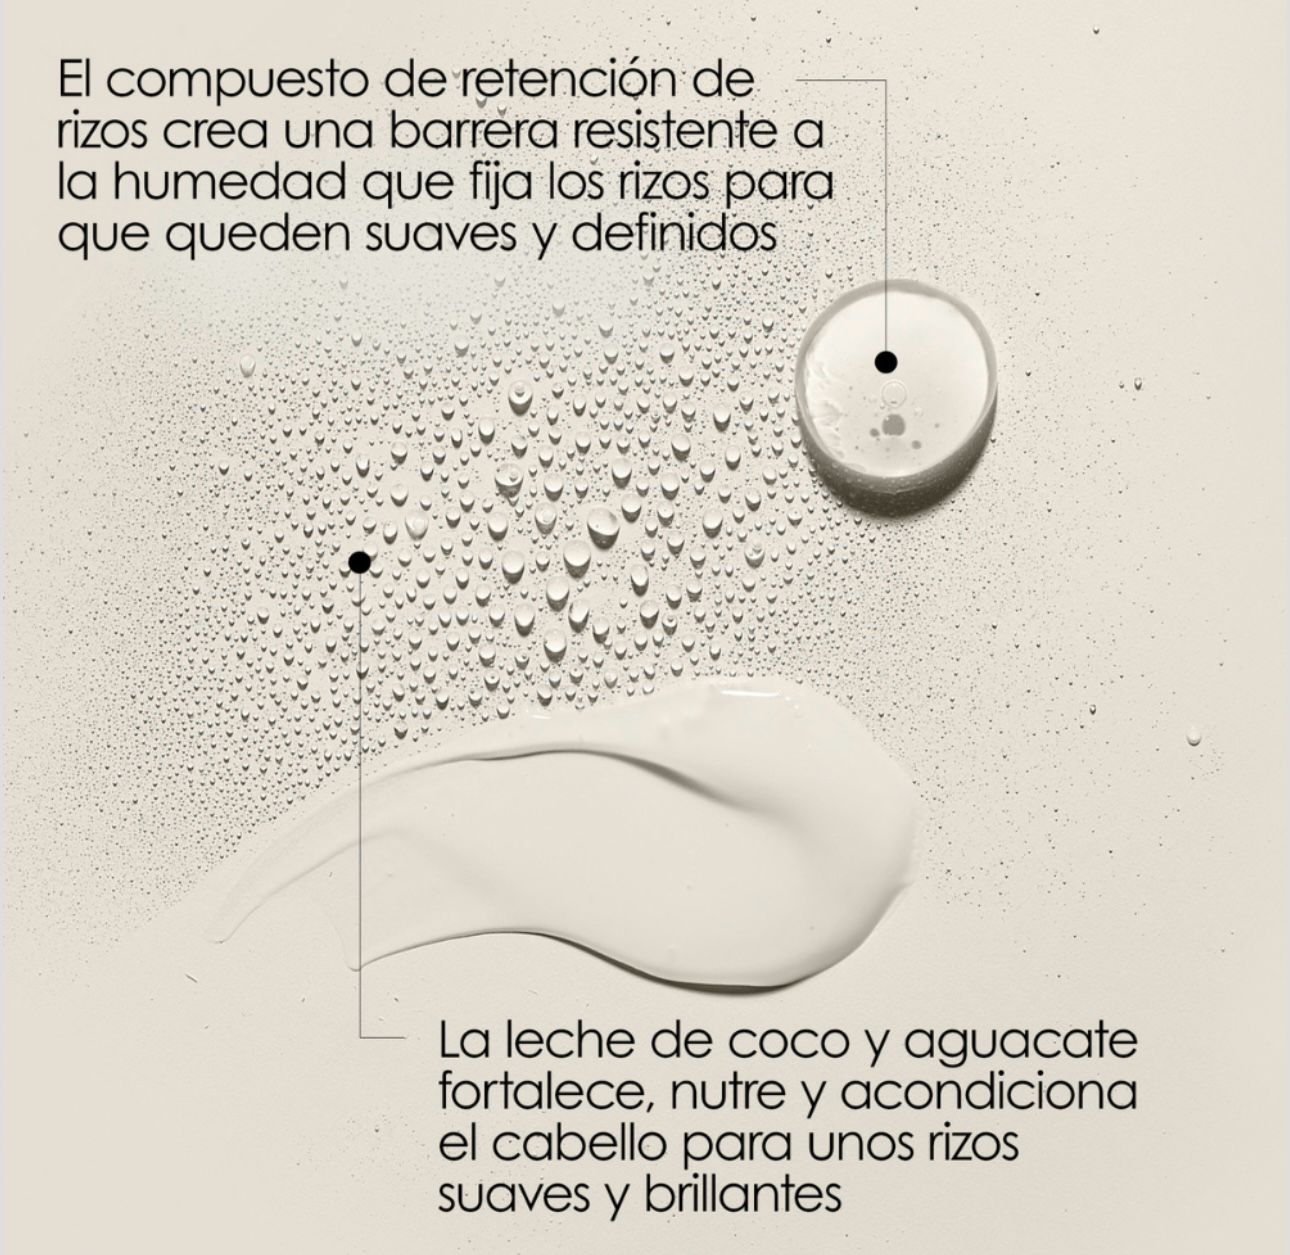 El compuesto de retención de
rizos crea una barrera resistente a
la humedad que fija los rizos para
que queden suaves y definidos
La leche de coco y aguacate
fortalece, nutre y acondiciona
el cabello para unos rizos
suaves y brillantes